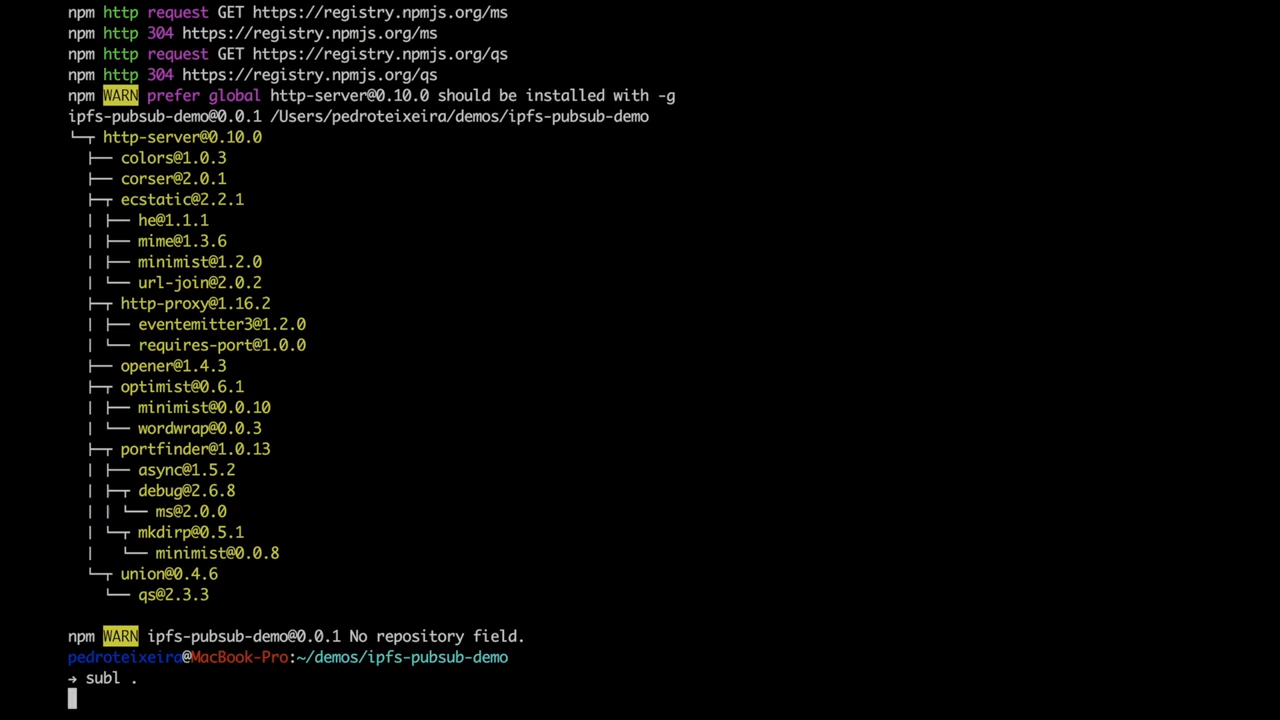 npm http request GET https://registry.npmjs.org/ms
npm http 304 https://registry.npmjs.org/ms
npm http request GET https://registry.npmjs.org/qs
npm http 304 https://registry.npmjs.org/qs
npm WARN prefer global http-server@0.10.0 should be installed with -g
ipfs-pubsub-demo@0.0.1 /Users/pedroteixeira/demos/ipfs-pubsub-demo
└─┬ http-server@0.10.0
  ├── colors@1.0.3
  ├── corser@2.0.1
  ├─┬ ecstatic@2.2.1
  │ ├── he@1.1.1
  │ ├── mime@1.3.6
  │ ├── minimist@1.2.0
  │ └── url-join@2.0.2
  ├─┬ http-proxy@1.16.2
  │ ├── eventemitter3@1.2.0
  │ └── requires-port@1.0.0
  ├── opener@1.4.3
  ├─┬ optimist@0.6.1
  │ ├── minimist@0.0.10
  │ └── wordwrap@0.0.3
  ├─┬ portfinder@1.0.13
  │ ├── async@1.5.2
  │ ├─┬ debug@2.6.8
  │ │ └── ms@2.0.0
  │ └─┬ mkdirp@0.5.1
  │   └── minimist@0.0.8
  └─┬ union@0.4.6
    └── qs@2.3.3
npm WARN ipfs-pubsub-demo@0.0.1 No repository field.
pedroteixeira@MacBook-Pro:~/demos/ipfs-pubsub-demo
→ subl .